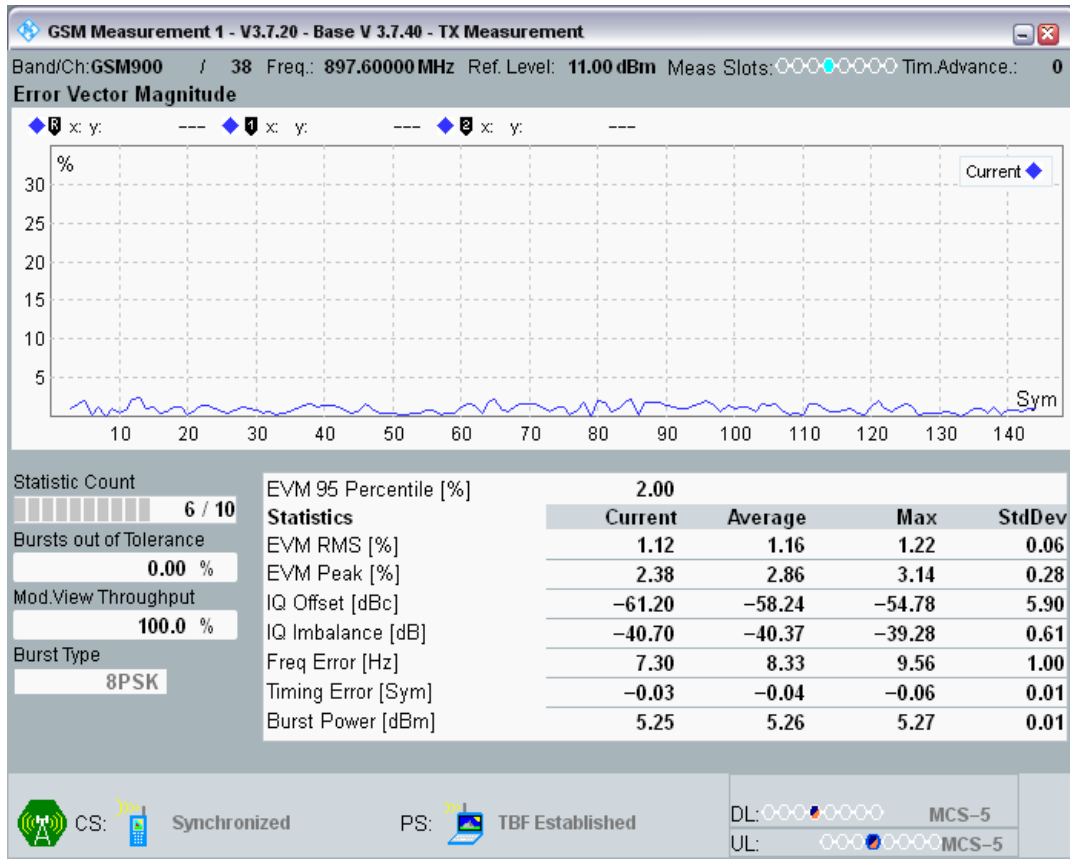 GSM Measurement 1 - V3.7.20 - Base V 3.7.40 - TX Measurement
Band/Ch:GSM900 / 38 Freq.: 897.60000 MHz Ref. Level: 11.00 dBm Meas Slots: Tim.Advance.: 0
Error Vector Magnitude
R x: y: --- 1 x: y: --- 2 x: y: ---
%
Current
30
25
20
15
10
5
Sym
10 20 30 40 50 60 70 80 90 100 110 120 130 140
Statistic Count
6 / 10
Bursts out of Tolerance
0.00 %
Mod.View Throughput
100.0 %
Burst Type
8PSK
EVM 95 Percentile [%] 2.00
Statistics Current Average Max StdDev
EVM RMS [%] 1.12 1.16 1.22 0.06
EVM Peak [%] 2.38 2.86 3.14 0.28
IQ Offset [dBc] −61.20 −58.24 −54.78 5.90
IQ Imbalance [dB] −40.70 −40.37 −39.28 0.61
Freq Error [Hz] 7.30 8.33 9.56 1.00
Timing Error [Sym] −0.03 −0.04 −0.06 0.01
Burst Power [dBm] 5.25 5.26 5.27 0.01
CS: Synchronized PS: TBF Established
DL: MCS−5
UL: MCS−5